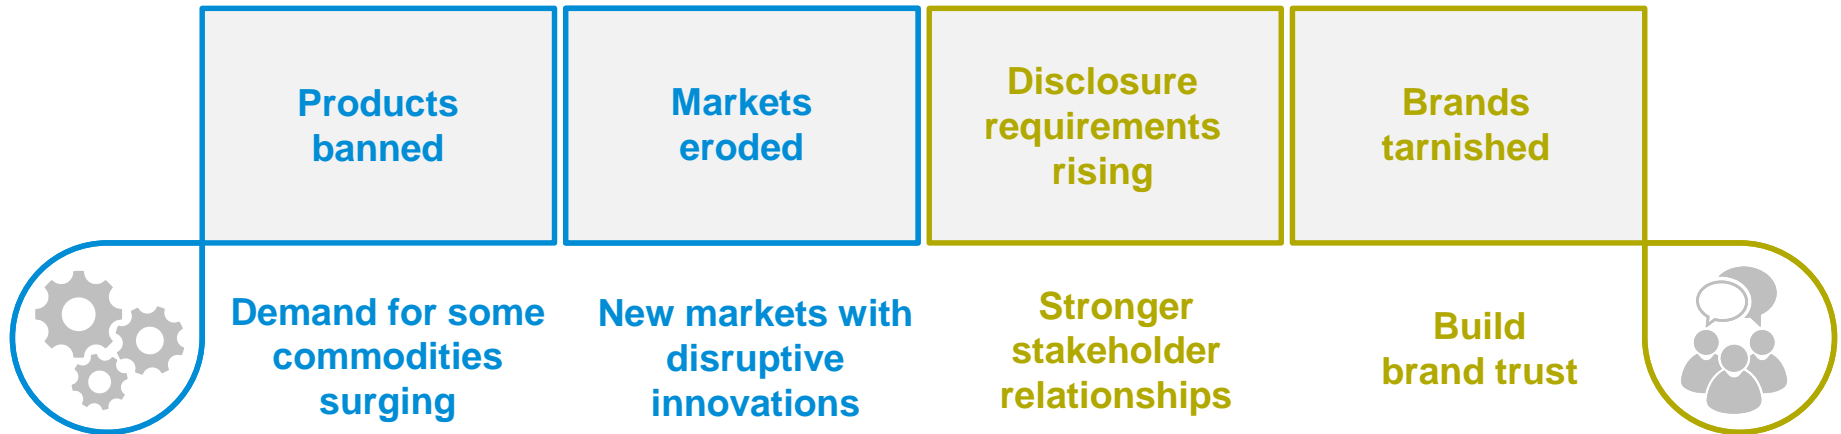 Products
banned
Markets
eroded
Disclosure
requirements
rising
Brands
tarnished
Demand for some
commodities
surging
New markets with
disruptive
innovations
Stronger
stakeholder
relationships
Build
brand trust